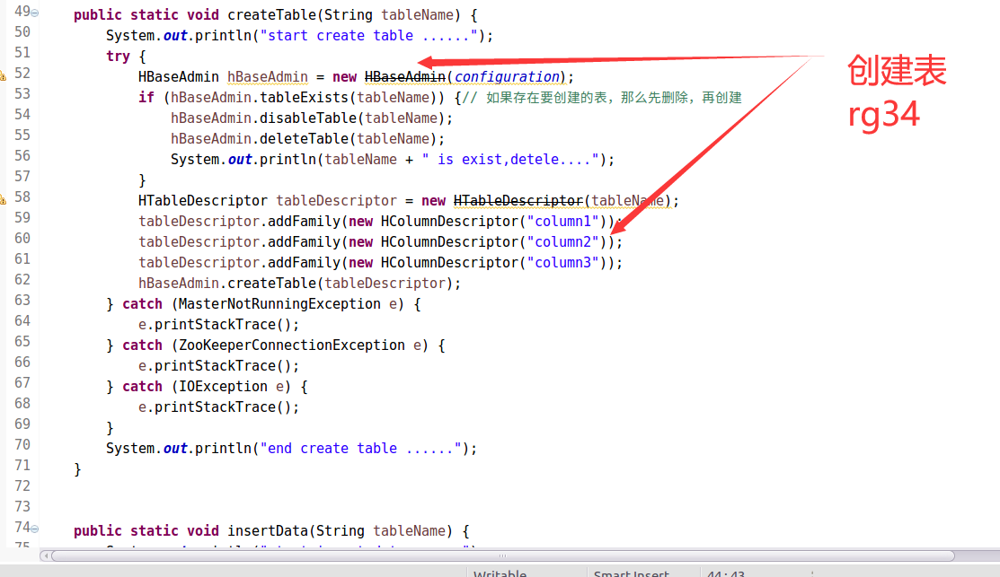 49 public static void createTable(String tableName) {
50 System.out.println("start create table ......");
51 try {
52 HBaseAdmin hBaseAdmin = new HBaseAdmin(configuration);
53 if (hBaseAdmin.tableExists(tableName)) {// 如果存在要创建的表，那么先删除，再创建
54 hBaseAdmin.disableTable(tableName);
55 hBaseAdmin.deleteTable(tableName);
56 System.out.println(tableName + " is exist,detele....");
57 }
58 HTableDescriptor tableDescriptor = new HTableDescriptor(tableName);
59 tableDescriptor.addFamily(new HColumnDescriptor("column1"));
60 tableDescriptor.addFamily(new HColumnDescriptor("column2"));
61 tableDescriptor.addFamily(new HColumnDescriptor("column3"));
62 hBaseAdmin.createTable(tableDescriptor);
63 } catch (MasterNotRunningException e) {
64 e.printStackTrace();
65 } catch (ZooKeeperConnectionException e) {
66 e.printStackTrace();
67 } catch (IOException e) {
68 e.printStackTrace();
69 }
70 System.out.println("end create table ......");
71 }
72
73
74 public static void insertData(String tableName) {
75
创建表
rg34
Writable Smart Insert 44:43